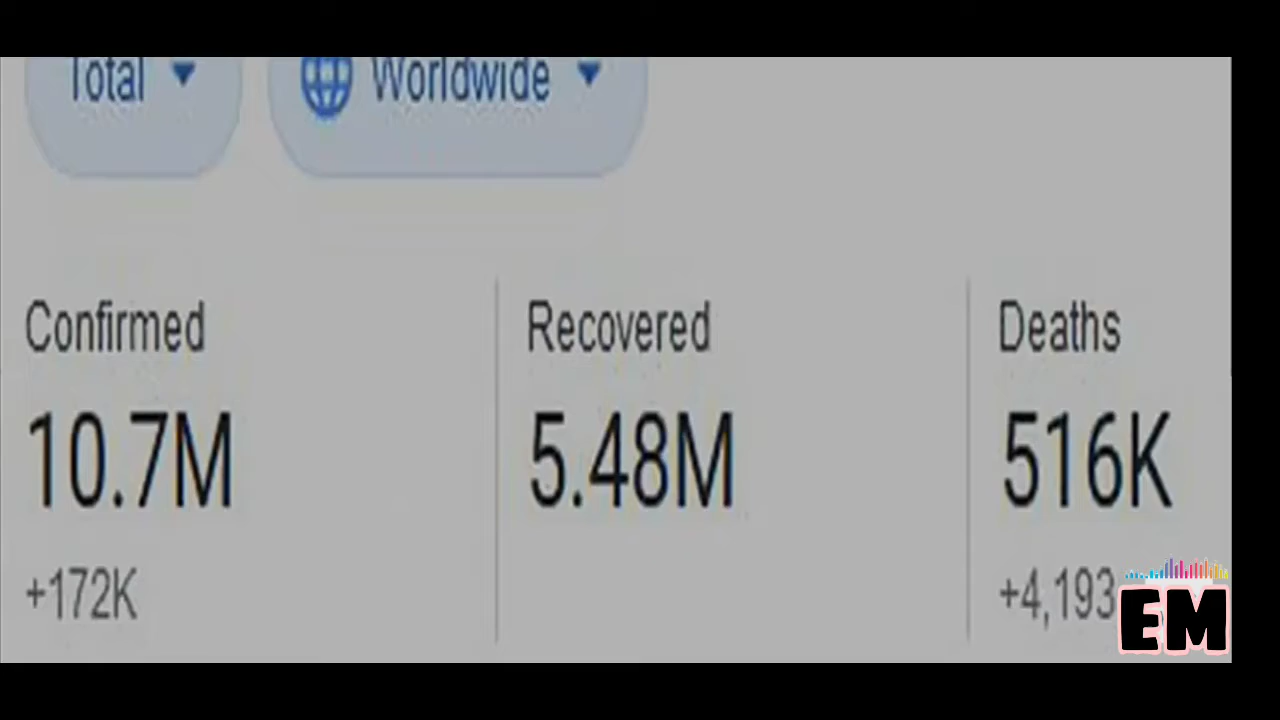 Total Worldwide
Confirmed Recovered Deaths
10.7M 5.48M 516K
+172K +4,193
EM